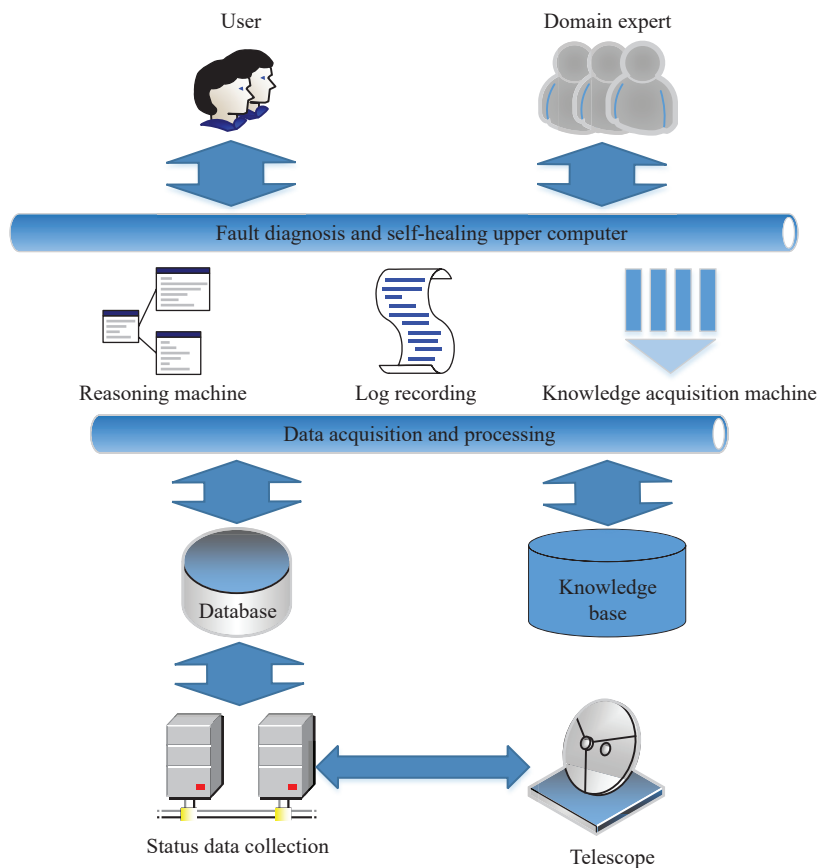 User
Domain expert
Fault diagnosis and self-healing upper computer
Reasoning machine
Log recording
Knowledge acquisition machine
Data acquisition and processing
Database
Knowledge
base
Status data collection
Telescope